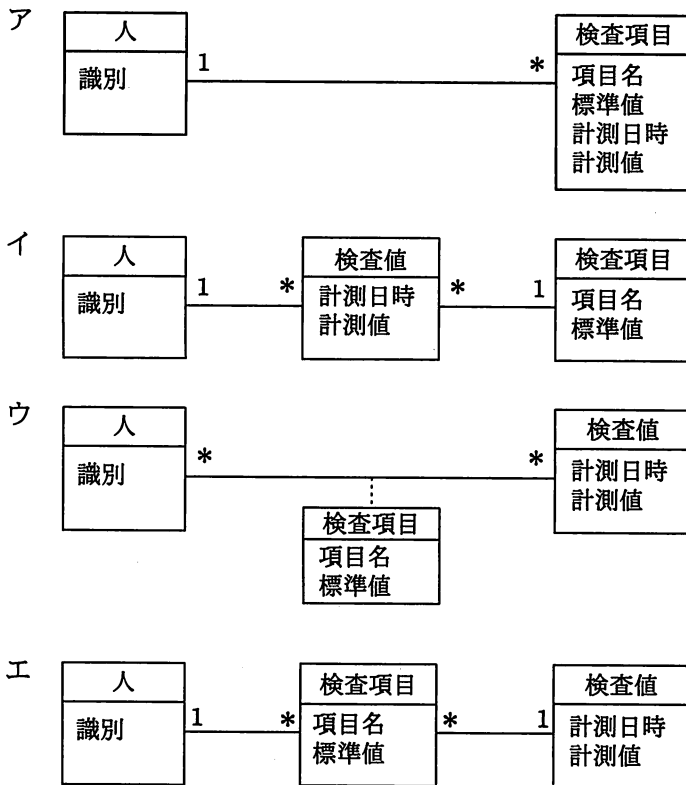 ア
人
識別
1
*
検査項目
項目名
標準値
計測日時
計測値
イ
人
識別
1
*
検査値
計測日時
計測値
*
1
検査項目
項目名
標準値
ウ
人
識別
*
*
検査値
計測日時
計測値
検査項目
項目名
標準値
エ
人
識別
1
*
検査項目
項目名
標準値
*
1
検査値
計測日時
計測値